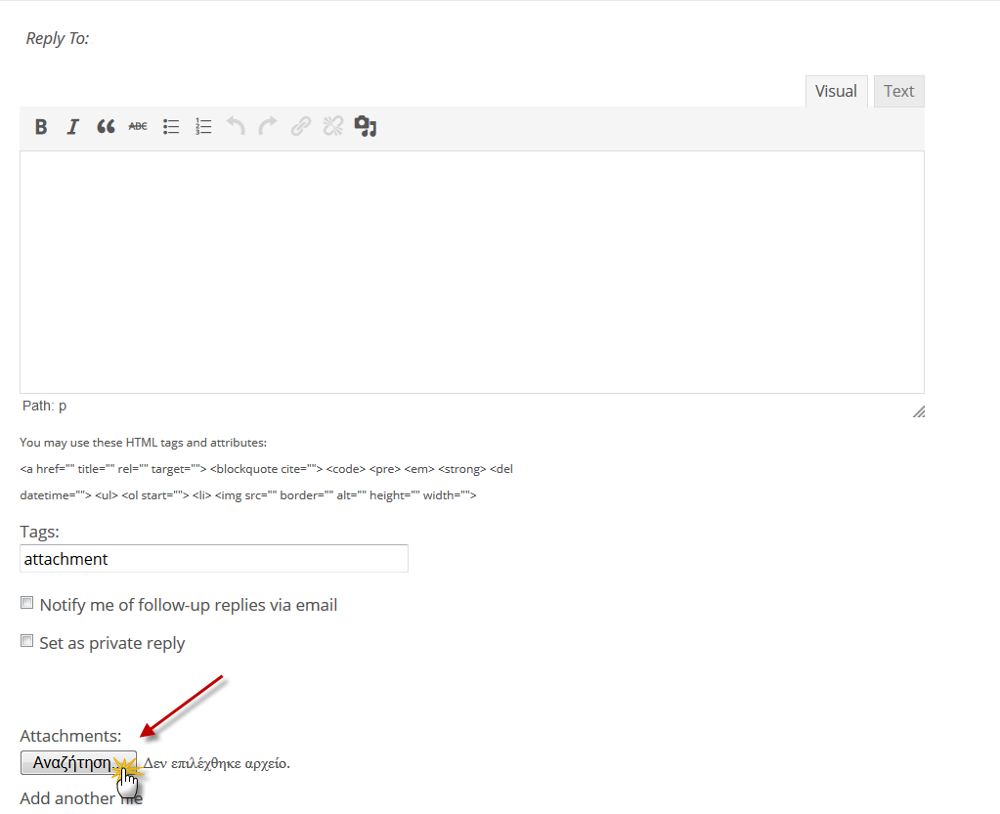 Reply To:
Visual Text
B I ABC
Path: p
You may use these HTML tags and attributes:
<a href="" title="" rel="" target=""> <blockquote cite=""> <code> <pre> <em> <strong> <del
datetime=""> <ul> <ol start=""> <li> <img src="" border="" alt="" height="" width="">
Tags:
attachment
Notify me of follow-up replies via email
Set as private reply
Attachments:
Αναζήτηση... Δεν επιλέχθηκε αρχείο.
Add another file